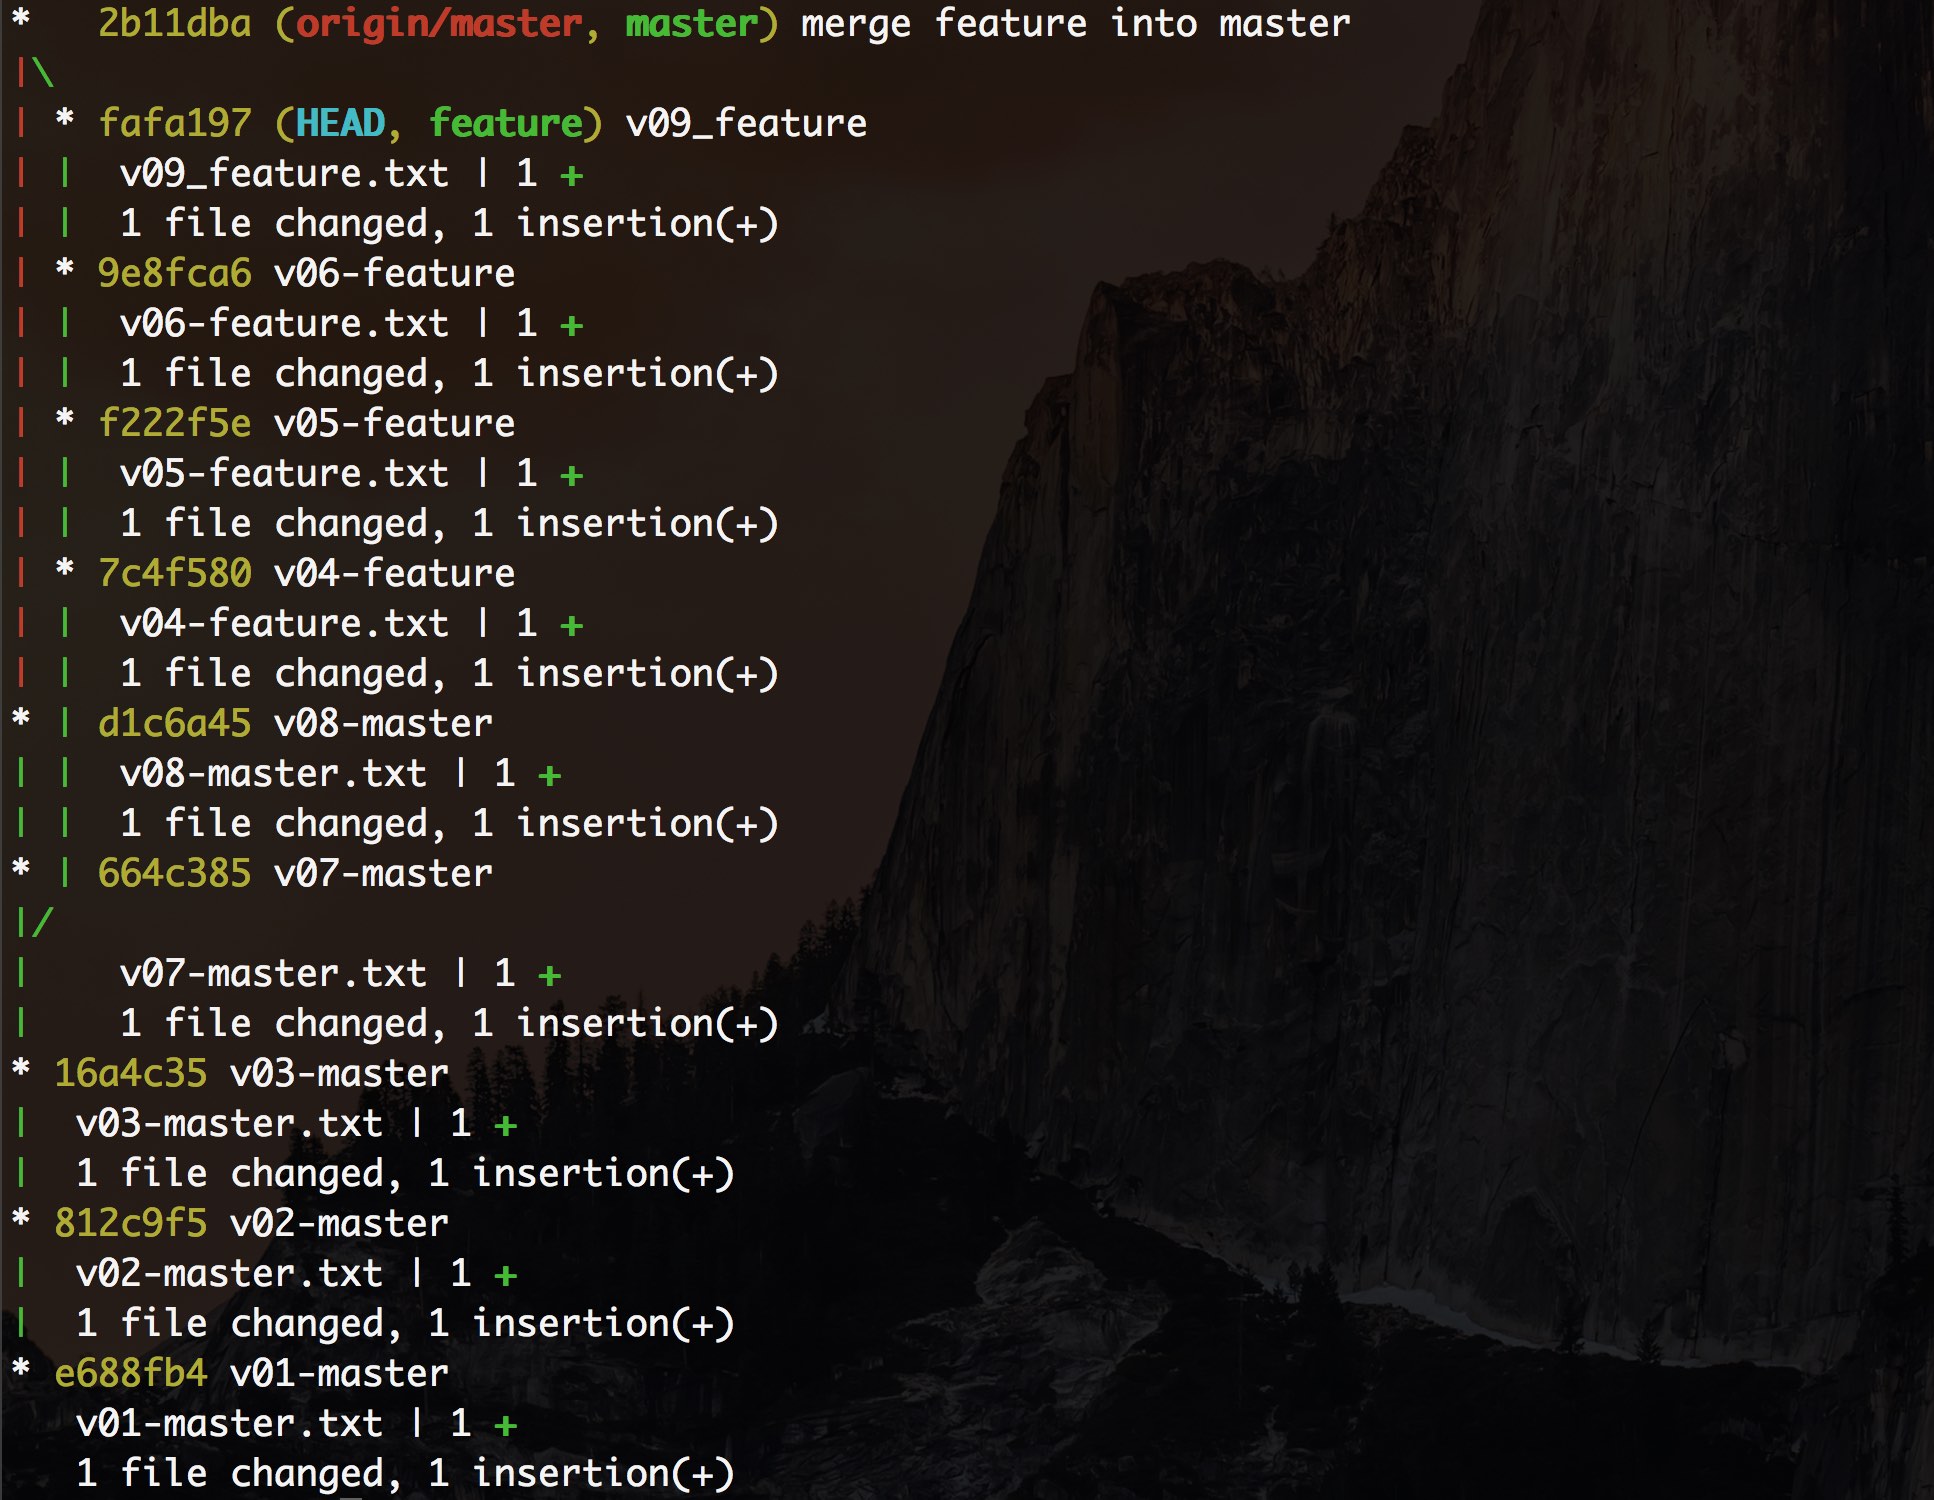 *   2b11dba (origin/master, master) merge feature into master
|\
| * fafa197 (HEAD, feature) v09_feature
| |  v09_feature.txt | 1 +
| |  1 file changed, 1 insertion(+)
| * 9e8fca6 v06-feature
| |  v06-feature.txt | 1 +
| |  1 file changed, 1 insertion(+)
| * f222f5e v05-feature
| |  v05-feature.txt | 1 +
| |  1 file changed, 1 insertion(+)
| * 7c4f580 v04-feature
| |  v04-feature.txt | 1 +
| |  1 file changed, 1 insertion(+)
* | d1c6a45 v08-master
| |  v08-master.txt | 1 +
| |  1 file changed, 1 insertion(+)
* | 664c385 v07-master
|/
|    v07-master.txt | 1 +
|    1 file changed, 1 insertion(+)
* 16a4c35 v03-master
|  v03-master.txt | 1 +
|  1 file changed, 1 insertion(+)
* 812c9f5 v02-master
|  v02-master.txt | 1 +
|  1 file changed, 1 insertion(+)
* e688fb4 v01-master
   v01-master.txt | 1 +
   1 file changed, 1 insertion(+)